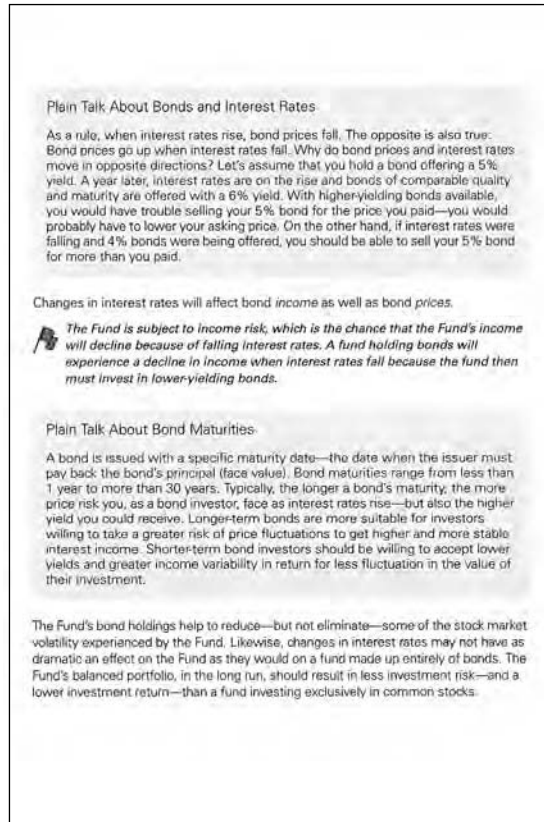 Plain Talk About Bonds and Interest Rates
As a rule, when interest rates rise, bond prices fall. The opposite is also true:
Bond prices go up when interest rates fall. Why do bond prices and interest rates
move in opposite directions? Let's assume that you hold a bond offering a 5%
yield. A year later, interest rates are on the rise and bonds of comparable quality
and maturity are offered with a 6% yield. With higher-yielding bonds available,
you would have trouble selling your 5% bond for the price you paid—you would
probably have to lower your asking price. On the other hand, if interest rates were
falling and 4% bonds were being offered, you should be able to sell your 5% bond
for more than you paid.
Changes in interest rates will affect bond income as well as bond prices.
The Fund is subject to income risk, which is the chance that the Fund's income
will decline because of falling interest rates. A fund holding bonds will
experience a decline in income when interest rates fall because the fund then
must invest in lower-yielding bonds.
Plain Talk About Bond Maturities
A bond is issued with a specific maturity date—the date when the issuer must
pay back the bond's principal (face value). Bond maturities range from less than
1 year to more than 30 years. Typically, the longer a bond's maturity, the more
price risk you, as a bond investor, face as interest rates rise—but also the higher
yield you could receive. Longer-term bonds are more suitable for investors
willing to take a greater risk of price fluctuations to get higher and more stable
interest income. Shorter-term bond investors should be willing to accept lower
yields and greater income variability in return for less fluctuation in the value of
their investment.
The Fund's bond holdings help to reduce—but not eliminate—some of the stock market
volatility experienced by the Fund. Likewise, changes in interest rates may not have as
dramatic an effect on the Fund as they would on a fund made up entirely of bonds. The
Fund's balanced portfolio, in the long run, should result in less investment risk—and a
lower investment return—than a fund investing exclusively in common stocks.